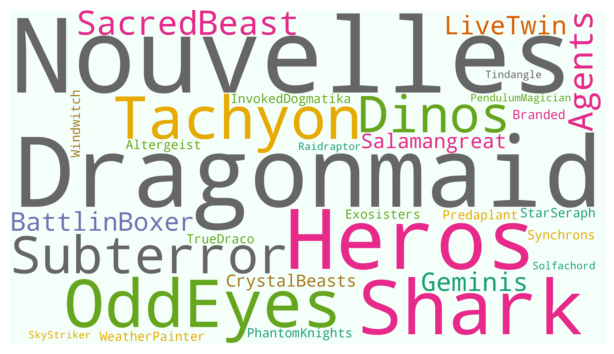 Nouvelles
SacredBeast
LiveTwin
Agents
Tindangle
Windwitch
Tachyon
InvokedDogmatika
Dinos
PendulumMagician
Branded
Altergeist
Raidraptor
Salamangreat
Dragonmaid
BattlinBoxer
Heros
Exosisters
Predaplant
StarSeraph
Subterror
TrueDraco
Synchrons
Solfachord
CrystalBeasts
Geminis
OddEyes
Shark
SkyStriker
WeatherPainter
PhantomKnights